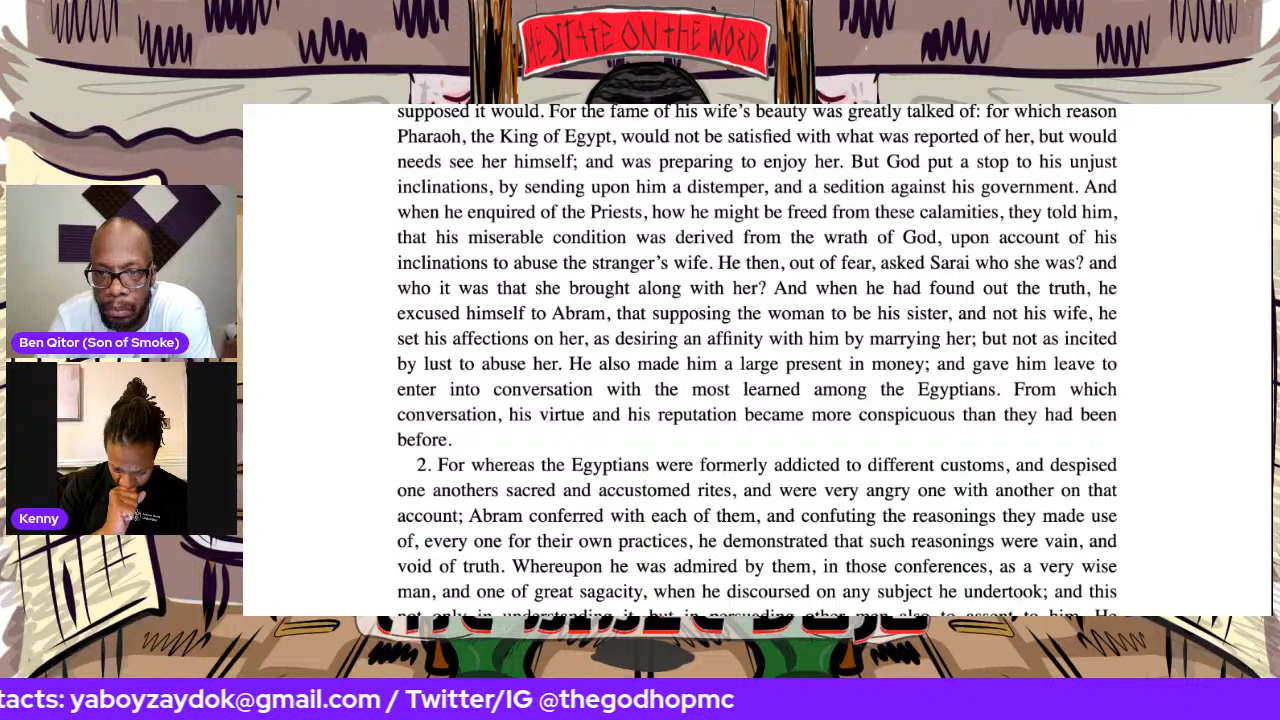 MEDITATE ON THE WORD
supposed it would. For the fame of his wife's beauty was greatly talked of: for which reason
Pharaoh, the King of Egypt, would not be satisfied with what was reported of her, but would
needs see her himself; and was preparing to enjoy her. But God put a stop to his unjust
inclinations, by sending upon him a distemper, and a sedition against his government. And
when he enquired of the Priests, how he might be freed from these calamities, they told him,
that his miserable condition was derived from the wrath of God, upon account of his
inclinations to abuse the stranger's wife. He then, out of fear, asked Sarai who she was? and
who it was that she brought along with her? And when he had found out the truth, he
excused himself to Abram, that supposing the woman to be his sister, and not his wife, he
set his affections on her, as desiring an affinity with him by marrying her; but not as incited
by lust to abuse her. He also made him a large present in money; and gave him leave to
enter into conversation with the most learned among the Egyptians. From which
conversation, his virtue and his reputation became more conspicuous than they had been
before.
2. For whereas the Egyptians were formerly addicted to different customs, and despised
one anothers sacred and accustomed rites, and were very angry one with another on that
account; Abram conferred with each of them, and confuting the reasonings they made use
of, every one for their own practices, he demonstrated that such reasonings were vain, and
void of truth. Whereupon he was admired by them, in those conferences, as a very wise
man, and one of great sagacity, when he discoursed on any subject he undertook; and this
not only in understanding it, but in persuading other men also to assent to him. He
Ben Qitor (Son of Smoke)
Kenny
tacts: yaboyzaydok@gmail.com / Twitter/IG @thegodhopmc